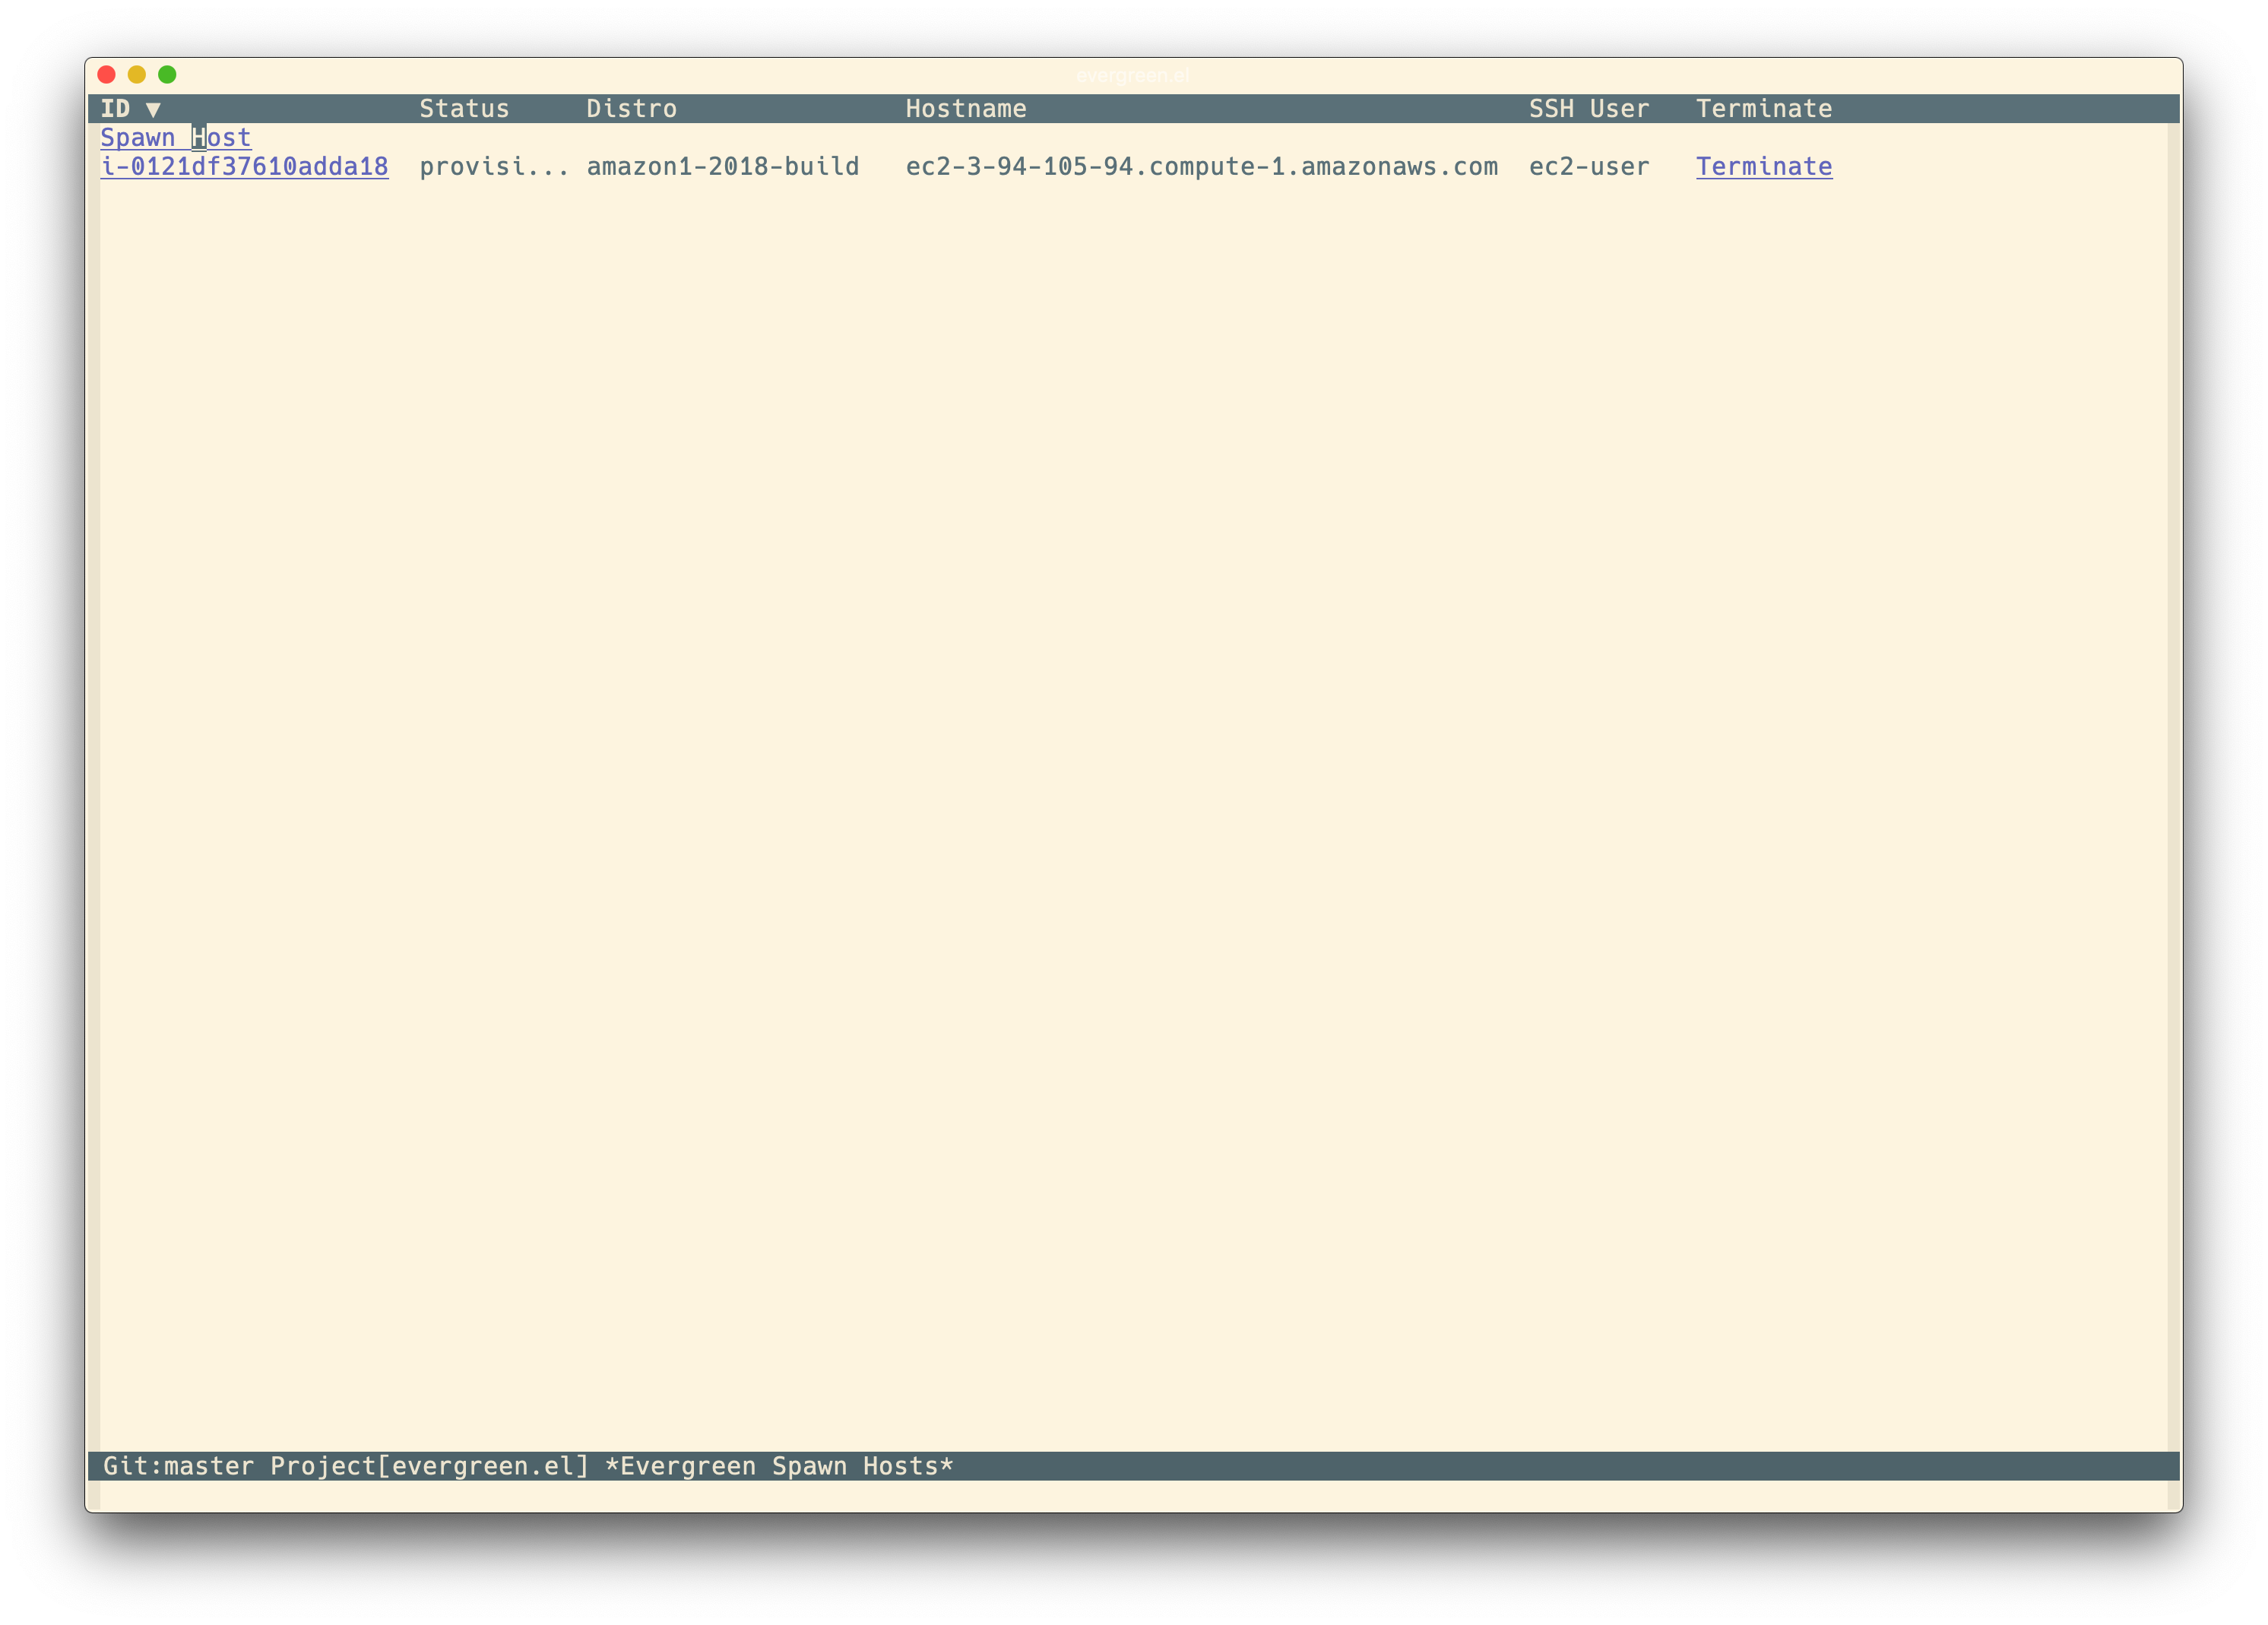 evergreen.el
ID ▼ Status Distro Hostname SSH User Terminate
Spawn Host
i-0121df37610adda18 provisi... amazon1-2018-build ec2-3-94-105-94.compute-1.amazonaws.com ec2-user Terminate
Git:master Project[evergreen.el] *Evergreen Spawn Hosts*